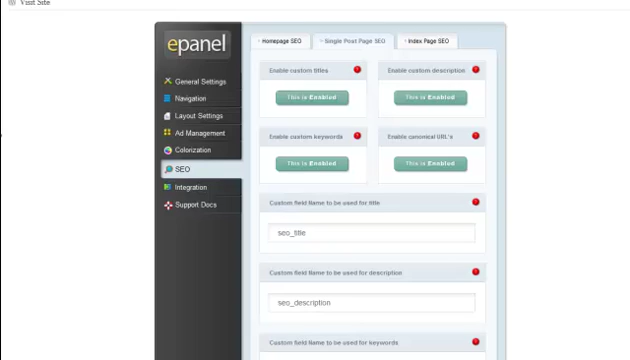 Visit Site
epanel
Homepage SEO
Single Post Page SEO
Index Page SEO
General Settings
Navigation
Layout Settings
Ad Management
Colorization
SEO
Integration
Support Docs
Enable custom titles
Enable custom description
This is Enabled
This is Enabled
Enable custom keywords
Enable canonical URL's
This is Enabled
This is Enabled
Custom field Name to be used for title
seo_title
Custom field Name to be used for description
seo_description
Custom field Name to be used for keywords